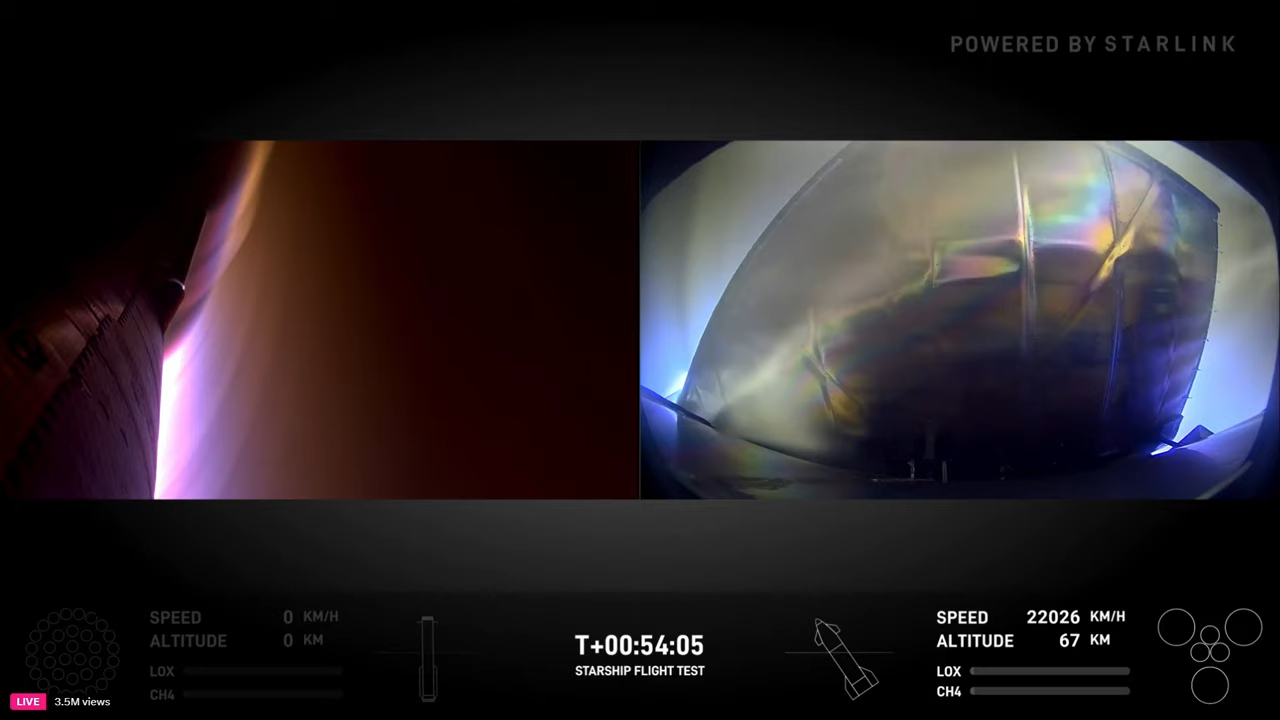 POWERED BY STARLINK
SPEED 0 KM/H
ALTITUDE 0 KM
LOX
CH4
T+00:54:05
STARSHIP FLIGHT TEST
SPEED 22026 KM/H
ALTITUDE 67 KM
LOX
CH4
LIVE 3.5M views